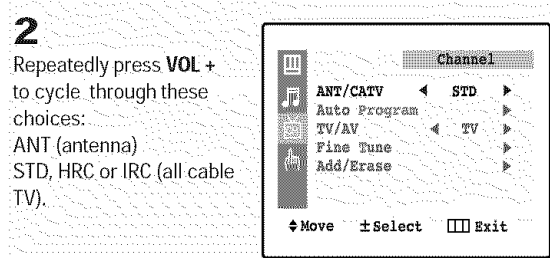 2
Repeatedly press VOL +
to cycle through these
choices:
ANT (antenna)
STD, HRC or IRC (all cable
TV).
Channel
ANT/CATV ◀ STD ▶
Auto Program ▶
TV/AV ◀ TV ▶
Fine Tune ▶
Add/Erase ▶
Move ±Select Exit